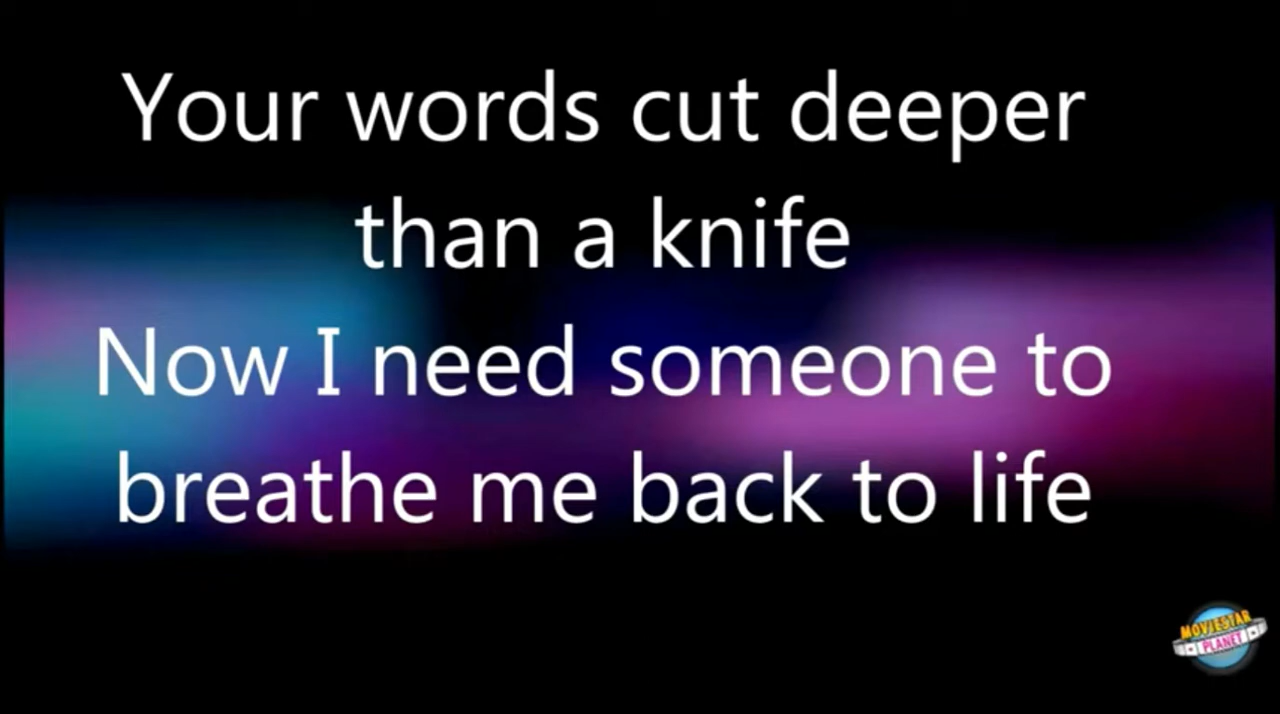 Your words cut deeper
than a knife
Now I need someone to
breathe me back to life
MOVIESTAR
PLANET